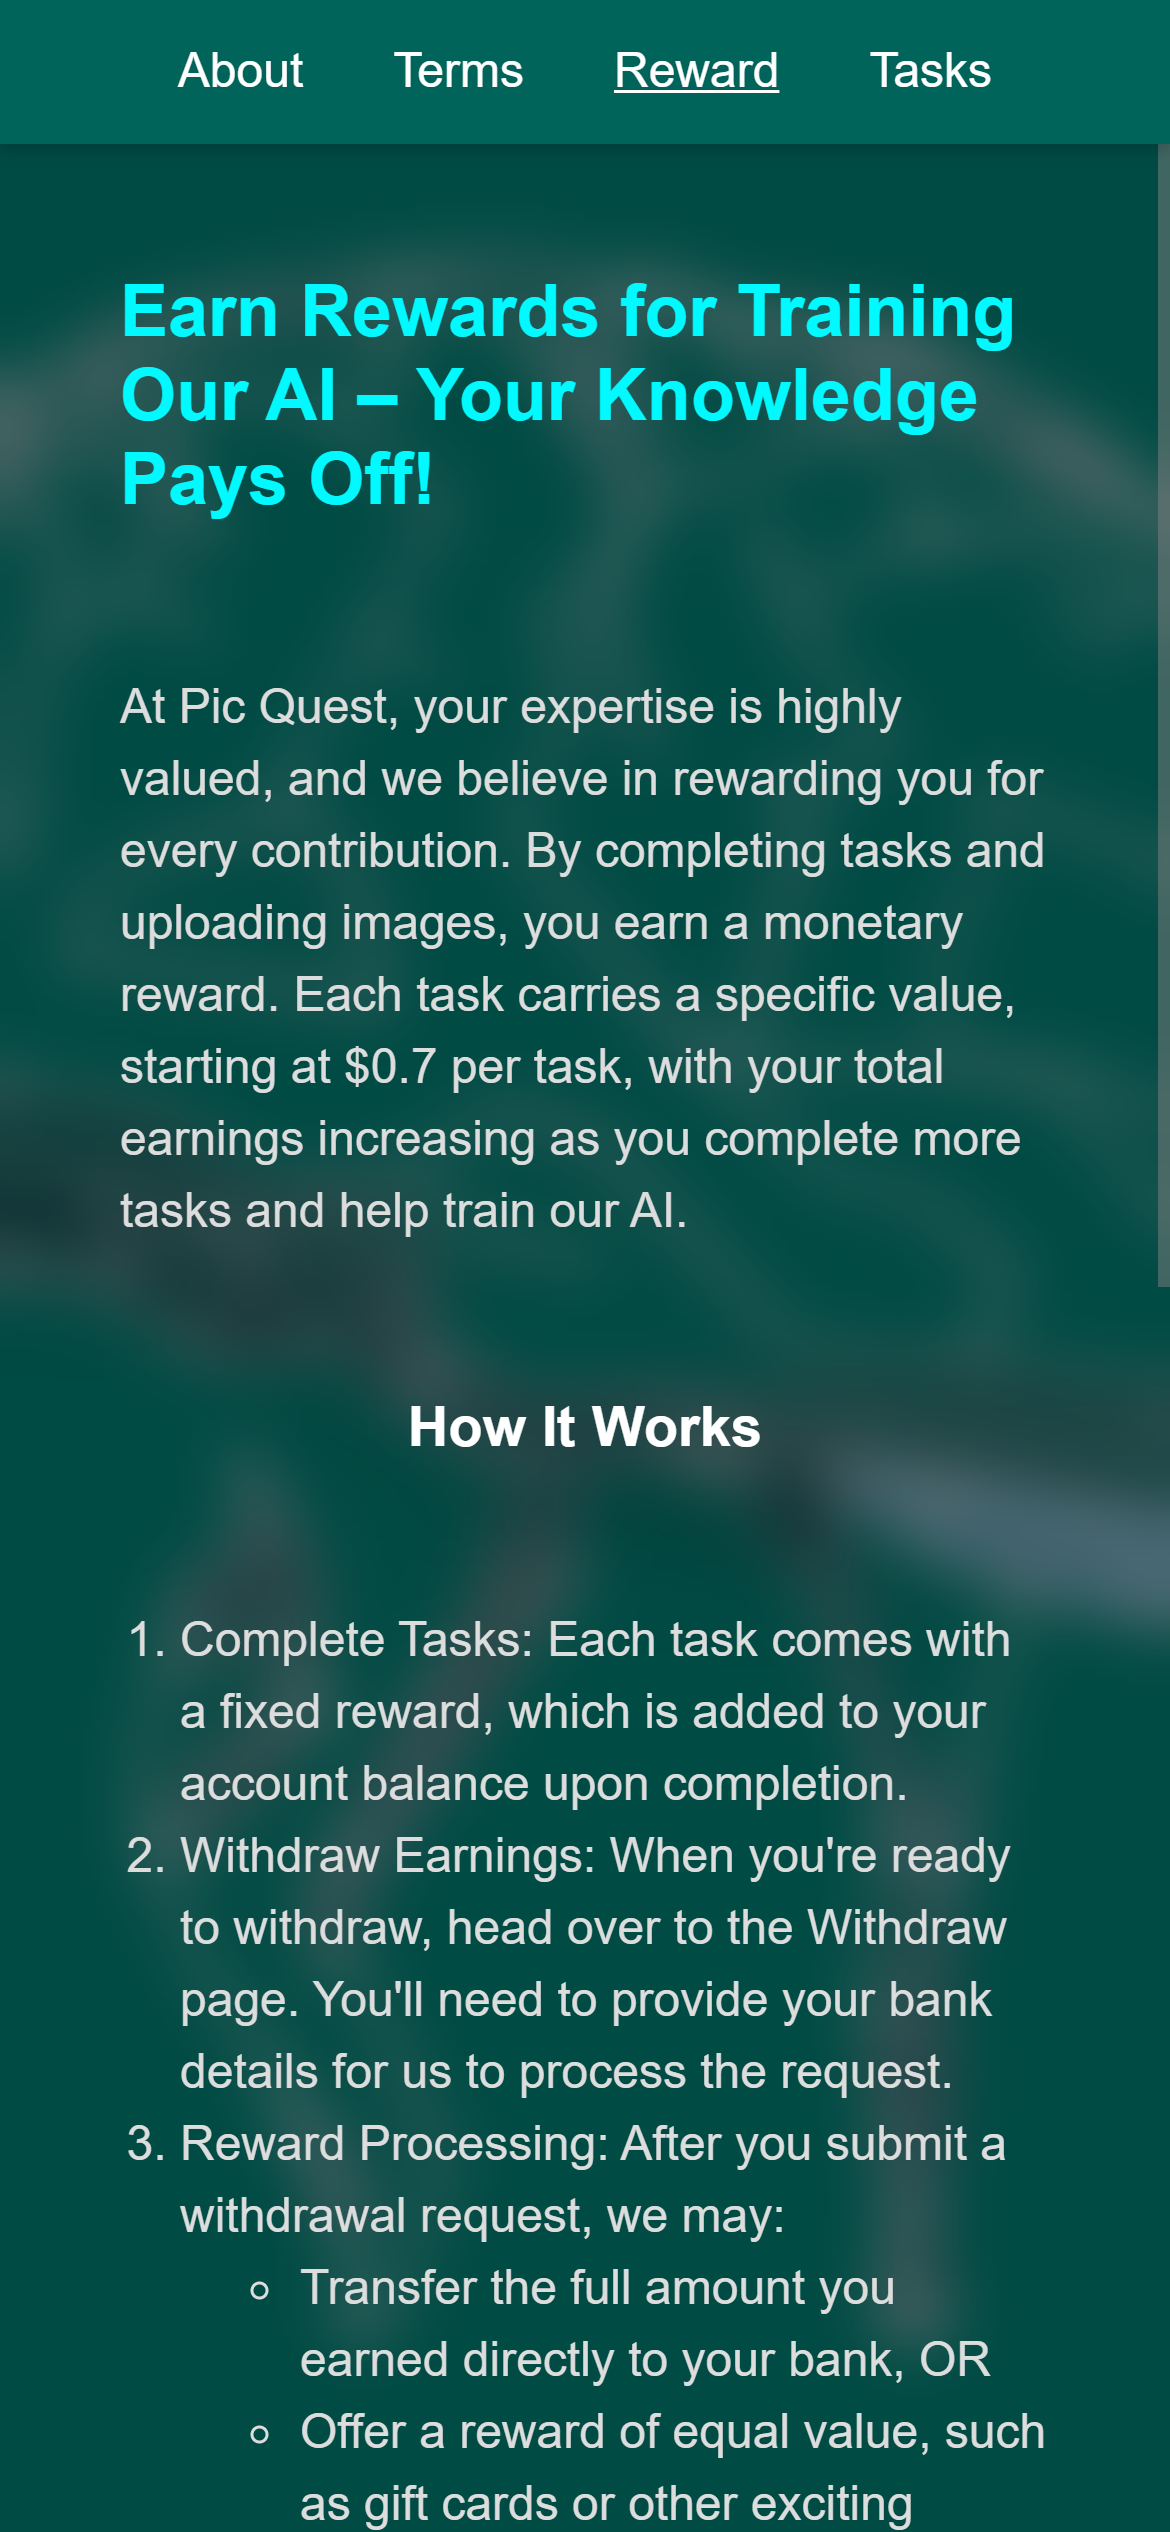 About Terms Reward Tasks
Earn Rewards for Training
Our AI – Your Knowledge
Pays Off!
At Pic Quest, your expertise is highly
valued, and we believe in rewarding you for
every contribution. By completing tasks and
uploading images, you earn a monetary
reward. Each task carries a specific value,
starting at $0.7 per task, with your total
earnings increasing as you complete more
tasks and help train our AI.
How It Works
1. Complete Tasks: Each task comes with
a fixed reward, which is added to your
account balance upon completion.
2. Withdraw Earnings: When you're ready
to withdraw, head over to the Withdraw
page. You'll need to provide your bank
details for us to process the request.
3. Reward Processing: After you submit a
withdrawal request, we may:
◦ Transfer the full amount you
earned directly to your bank, OR
◦ Offer a reward of equal value, such
as gift cards or other exciting